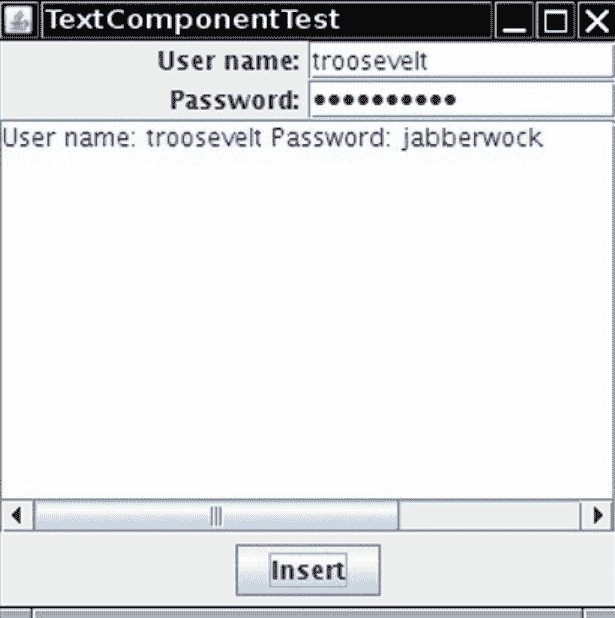 TextComponentTest
User name: troosevelt
Password: ••••••••••
User name: troosevelt Password: jabberwock
Insert